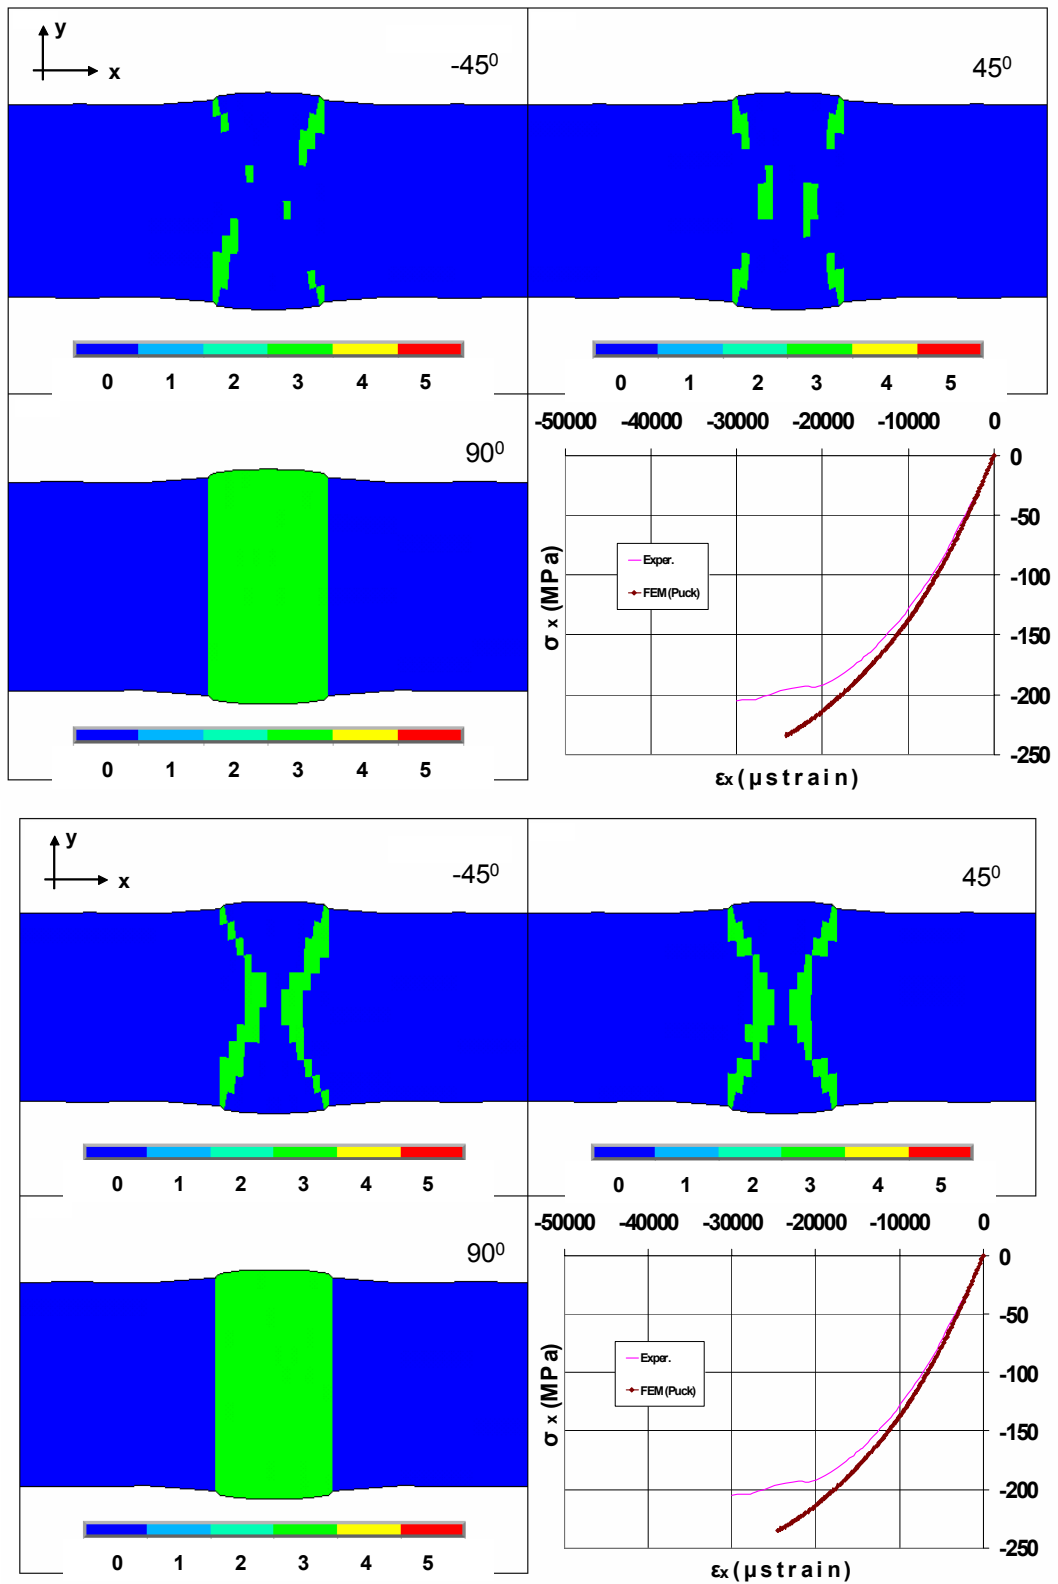 y
x
-45⁰
45⁰
0 1 2 3 4 5
0 1 2 3 4 5
90⁰
-50000 -40000 -30000 -20000 -10000 0
0
-50
-100
-150
-200
-250
σ x (MPa)
Exper.
FEM (Puck)
εx (µstrain)
0 1 2 3 4 5
y
x
-45⁰
45⁰
0 1 2 3 4 5
0 1 2 3 4 5
90⁰
-50000 -40000 -30000 -20000 -10000 0
0
-50
-100
-150
-200
-250
σ x (MPa)
Exper.
FEM (Puck)
εx (µstrain)
0 1 2 3 4 5